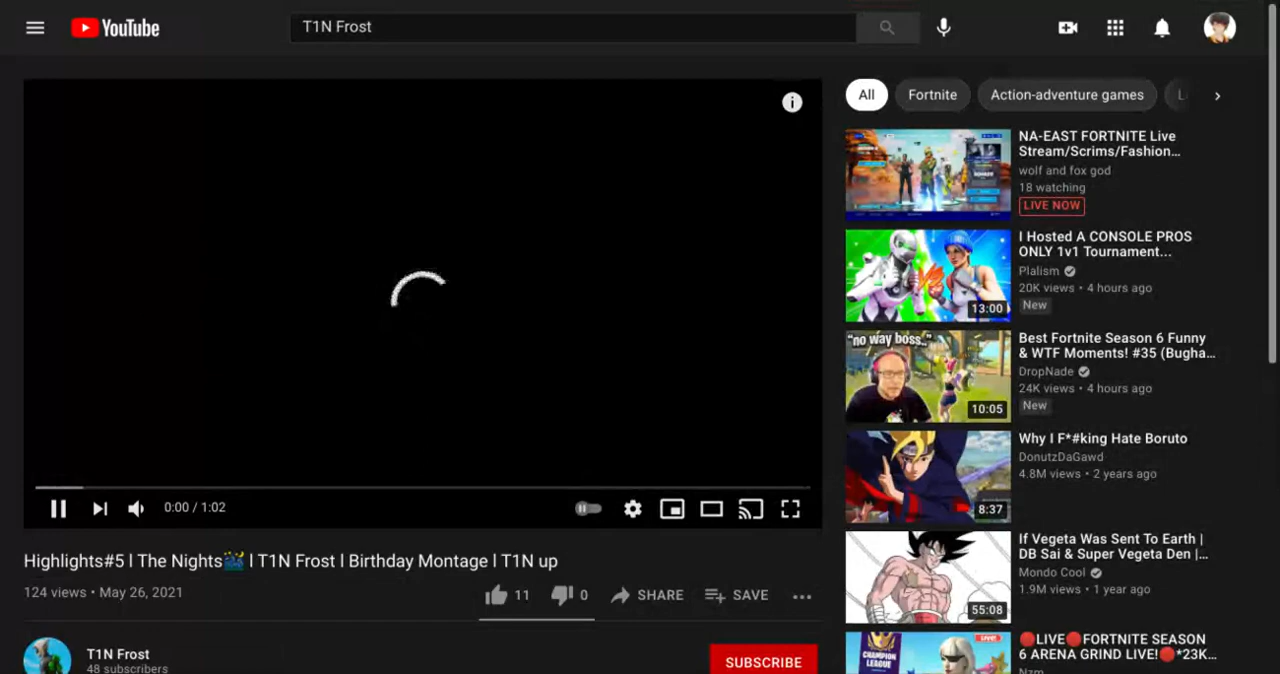 YouTube
T1N Frost
All
Fortnite
Action-adventure games
L
NA-EAST FORTNITE Live
Stream/Scrims/Fashion...
wolf and fox god
18 watching
LIVE NOW
I Hosted A CONSOLE PROS
ONLY 1v1 Tournament...
Plalism
20K views • 4 hours ago
New
13:00
"no way boss.."
10:05
Best Fortnite Season 6 Funny
& WTF Moments! #35 (Bugha...
DropNade
24K views • 4 hours ago
New
Why I F*#king Hate Boruto
DonutzDaGawd
4.8M views • 2 years ago
8:37
If Vegeta Was Sent To Earth |
DB Sai & Super Vegeta Den |...
Mondo Cool
1.9M views • 1 year ago
55:08
🔴LIVE🔴FORTNITE SEASON
6 ARENA GRIND LIVE!🔴*23K...
Nzm
CHAMPION
LEAGUE
LIVE!
0:00 / 1:02
Highlights#5 l The Nights🌃 l T1N Frost l Birthday Montage l T1N up
124 views • May 26, 2021
11
0
SHARE
SAVE
T1N Frost
48 subscribers
SUBSCRIBE